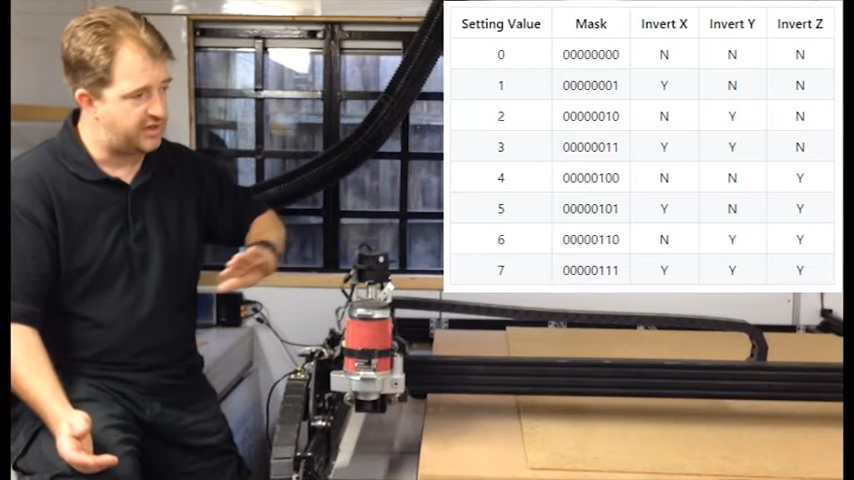 Setting Value Mask Invert X Invert Y Invert Z
0 00000000 N N N
1 00000001 Y N N
2 00000010 N Y N
3 00000011 Y Y N
4 00000100 N N Y
5 00000101 Y N Y
6 00000110 N Y Y
7 00000111 Y Y Y